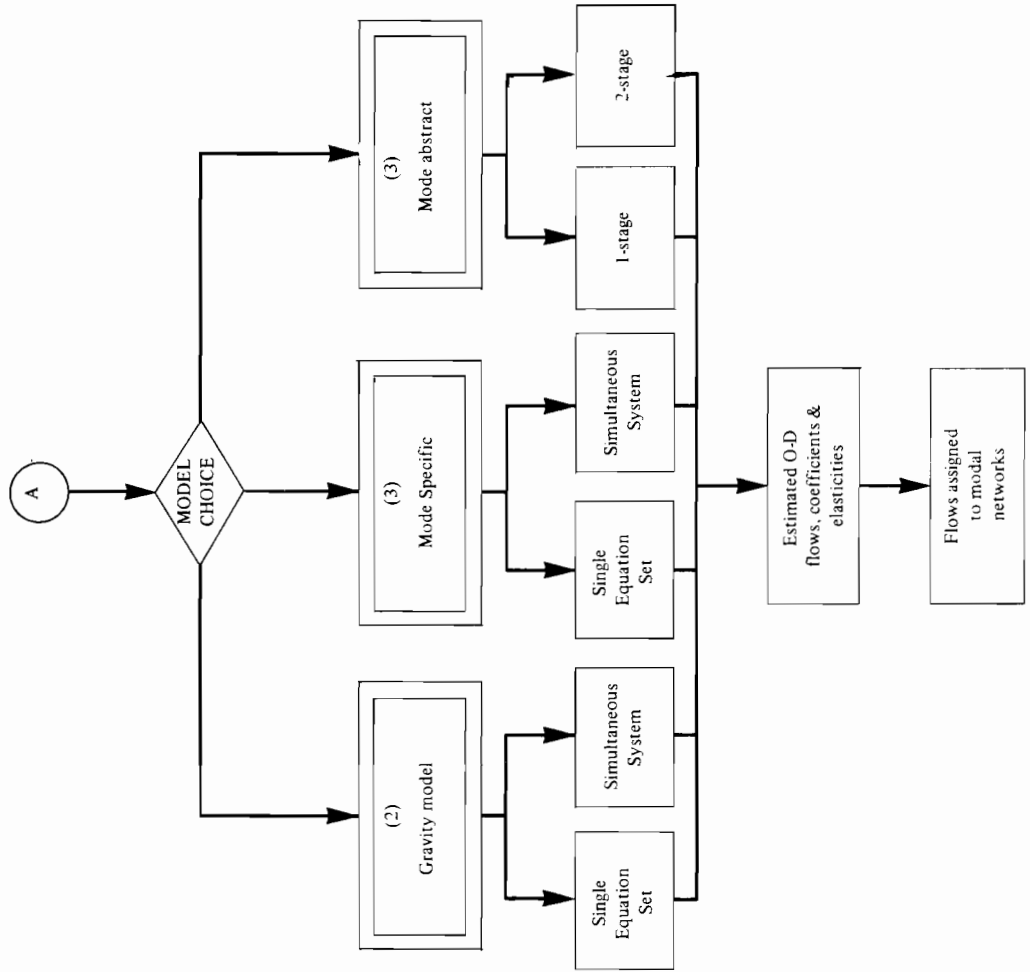 A
MODEL
CHOICE
(2)
Gravity model
(3)
Mode Specific
(3)
Mode abstract
Single
Equation
Set
Simultaneous
System
Single
Equation
Set
Simultaneous
System
1-stage
2-stage
Estimated O-D
flows, coefficients &
elasticities
Flows assigned
to modal
networks